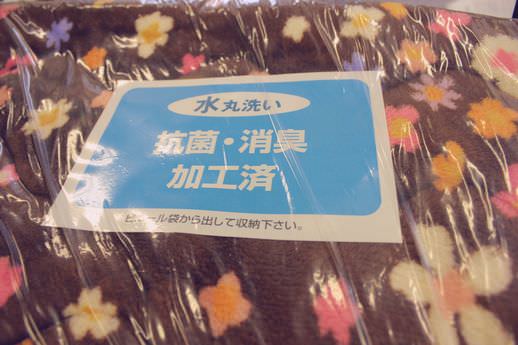 水丸洗い
抗菌・消臭
加工済
ビニール袋から出して収納下さい。